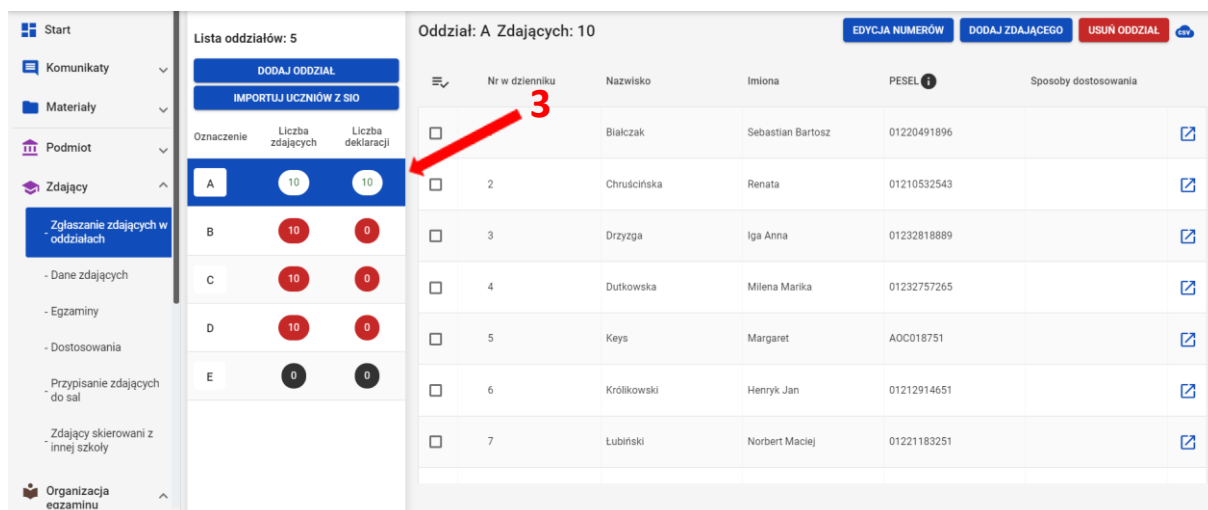 Start
Komunikaty
Materiały
Podmiot
Zdający
- Zgłaszanie zdających w
oddziałach
- Dane zdających
- Egzaminy
- Dostosowania
- Przypisanie zdających
do sal
- Zdający skierowani z
innej szkoły
Organizacja
egzaminu
Lista oddziałów: 5
DODAJ ODDZIAŁ
IMPORTUJ UCZNIÓW Z SIO
Oznaczenie Liczba zdających Liczba deklaracji
A 10 10
B 10 0
C 10 0
D 10 0
E 0 0
3
Oddział: A Zdających: 10
EDYCJA NUMERÓW DODAJ ZDAJĄCEGO USUŃ ODDZIAŁ CSV
Nr w dzienniku Nazwisko Imiona PESEL Sposoby dostosowania
Białczak Sebastian Bartosz 01220491896
2 Chruścińska Renata 01210532543
3 Drzyzga Iga Anna 01232818889
4 Dutkowska Milena Marika 01232757265
5 Keys Margaret AOC018751
6 Królikowski Henryk Jan 01212914651
7 Łubiński Norbert Maciej 01221183251